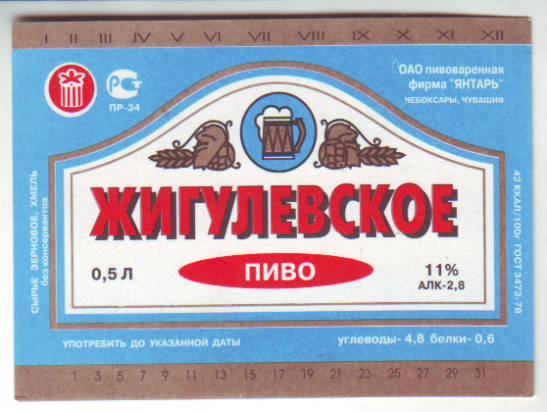 I II III IV V VI VII VIII IX X XI XII
ПР-34
ОАО пивоваренная
фирма "ЯНТАРЬ"
ЧЕБОКСАРЫ, ЧУВАШИЯ
СЫРЬЕ ЗЕРНОВОЕ, ХМЕЛЬ
без консервантов
ЖИГУЛЕВСКОЕ
0,5 Л
ПИВО
11%
АЛК-2,8
42 ККАЛ/100г ГОСТ 3473-78
УПОТРЕБИТЬ ДО УКАЗАННОЙ ДАТЫ
углеводы- 4,8 белки- 0,6
1 3 5 7 9 11 13 15 17 19 21 23 25 27 29 31